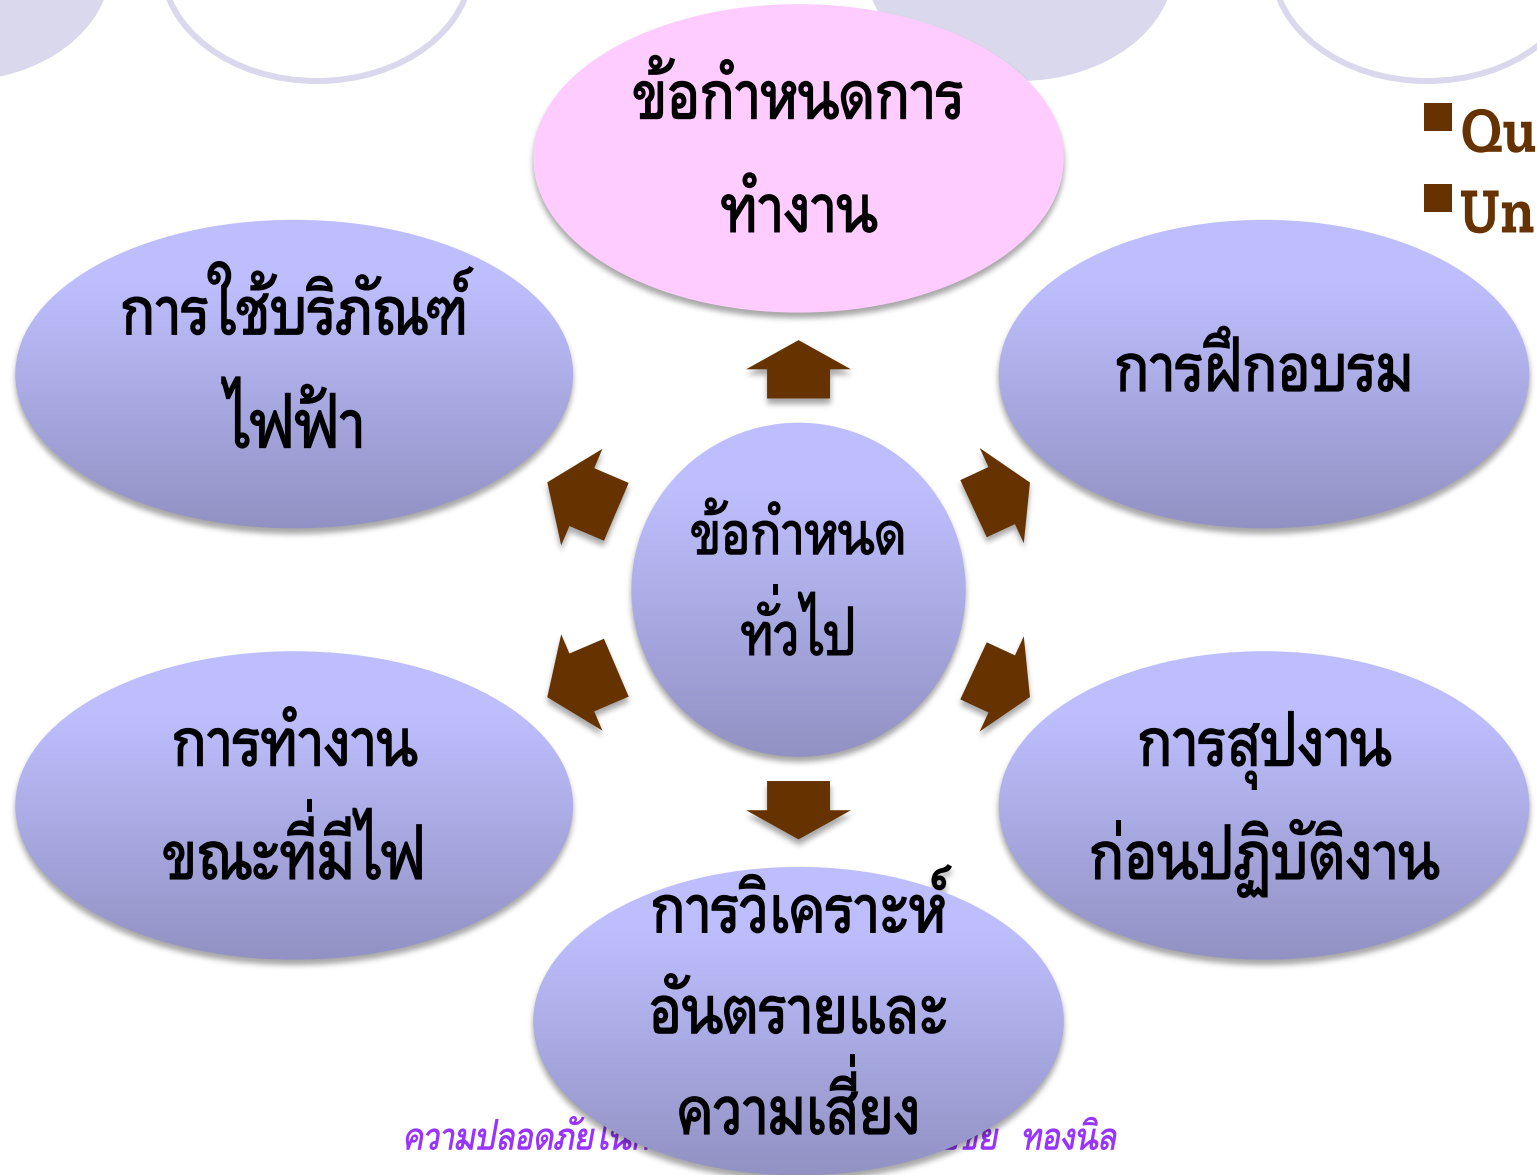 ข้อกำหนดการ
ทำงาน
Qu
Un
การใช้บริภัณฑ์
ไฟฟ้า
การฝึกอบรม
ข้อกำหนด
ทั่วไป
การทำงาน
ขณะที่มีไฟ
การสุปงาน
ก่อนปฏิบัติงาน
การวิเคราะห์
อันตรายและ
ความเสี่ยง
ความปลอดภัย ทองนิล